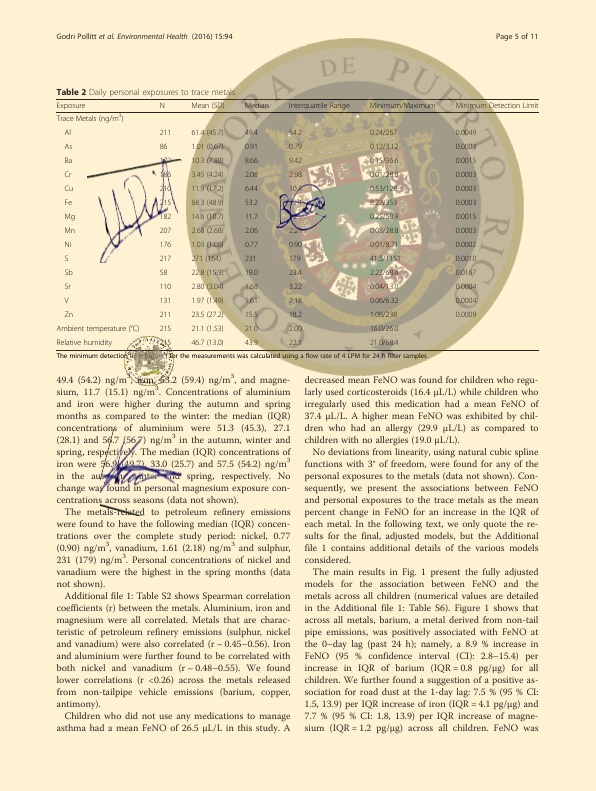 Godri Pollitt et al. Environmental Health (2016) 15:94 Page 5 of 11
DE PUERTO
Table 2 Daily personal exposures to trace metals
Exposure N Mean (SD) Median Interquartile Range Minimum/Maximum Minimum Detection Limit
Trace Metals (ng/m³)
Al 211 61.4 (45.7) 49.4 54.2 0.24/267 0.0049
As 86 1.01 (0.67) 0.91 0.79 0.12/3.12 0.0003
Ba 10.3 (7.88) 8.66 9.42 0.15/36.6 0.0015
Cr 186 3.45 (4.24) 2.08 2.98 0.01/28.8 0.0003
Cu 210 11.9 (17.2) 6.44 10.4 0.53/128 0.0003
Fe 215 68.3 (48.9) 53.2 8.22/353 0.0003
Mg 182 14.6 (10.7) 11.7 0.25/50.9 0.0015
Mn 207 2.68 (2.68) 2.06 0.08/28.8 0.0003
Ni 176 1.03 (1.06) 0.77 0.90 0.01/8.71 0.0002
S 217 271 (164) 231 179 41.5/1151 0.0010
Sb 58 22.8 (15.3) 19.0 23.4 2.22/68.4 0.0167
Sr 110 2.80 (3.04) 1.68 3.22 0.04/13.0 0.0004
V 131 1.97 (1.49) 1.61 2.18 0.06/6.32 0.0004
Zn 211 23.5 (27.2) 15.5 18.2 1.08/238 0.0009
Ambient temperature (°C) 215 21.1 (1.53) 21.0 2.00 16.0/26.0
Relative humidity 215 46.7 (13.0) 43.9 22.1 21.0/68.4
The minimum detection for the measurements was calculated using a flow rate of 4 LPM for 24 h filter samples
49.4 (54.2) ng/m³, iron, 53.2 (59.4) ng/m³, and magne-
sium, 11.7 (15.1) ng/m³. Concentrations of aluminium
and iron were higher during the autumn and spring
months as compared to the winter: the median (IQR)
concentrations of aluminium were 51.3 (45.3), 27.1
(28.1) and 56.7 (56.7) ng/m³ in the autumn, winter and
spring, respectively. The median (IQR) concentrations of
iron were 56.9 (49.7), 33.0 (25.7) and 57.5 (54.2) ng/m³
in the autumn, winter and spring, respectively. No
change was found in personal magnesium exposure con-
centrations across seasons (data not shown).
The metals related to petroleum refinery emissions
were found to have the following median (IQR) concen-
trations over the complete study period: nickel, 0.77
(0.90) ng/m³, vanadium, 1.61 (2.18) ng/m³ and sulphur,
231 (179) ng/m³. Personal concentrations of nickel and
vanadium were the highest in the spring months (data
not shown).
Additional file 1: Table S2 shows Spearman correlation
coefficients (r) between the metals. Aluminium, iron and
magnesium were all correlated. Metals that are charac-
teristic of petroleum refinery emissions (sulphur, nickel
and vanadium) were also correlated (r ~ 0.45–0.56). Iron
and aluminium were further found to be correlated with
both nickel and vanadium (r ~ 0.48–0.55). We found
lower correlations (r <0.26) across the metals released
from non-tailpipe vehicle emissions (barium, copper,
antimony).
Children who did not use any medications to manage
asthma had a mean FeNO of 26.5 μL/L in this study. A
decreased mean FeNO was found for children who regu-
larly used corticosteroids (16.4 μL/L) while children who
irregularly used this medication had a mean FeNO of
37.4 μL/L. A higher mean FeNO was exhibited by chil-
dren who had an allergy (29.9 μL/L) as compared to
children with no allergies (19.0 μL/L).
No deviations from linearity, using natural cubic spline
functions with 3° of freedom, were found for any of the
personal exposures to the metals (data not shown). Con-
sequently, we present the associations between FeNO
and personal exposures to the trace metals as the mean
percent change in FeNO for an increase in the IQR of
each metal. In the following text, we only quote the re-
sults for the final, adjusted models, but the Additional
file 1 contains additional details of the various models
considered.
The main results in Fig. 1 present the fully adjusted
models for the association between FeNO and the
metals across all children (numerical values are detailed
in the Additional file 1: Table S6). Figure 1 shows that
across all metals, barium, a metal derived from non-tail
pipe emissions, was positively associated with FeNO at
the 0–day lag (past 24 h); namely, a 8.9 % increase in
FeNO (95 % confidence interval (CI): 2.8–15.4) per
increase in IQR of barium (IQR = 0.8 pg/μg) for all
children. We further found a suggestion of a positive as-
sociation for road dust at the 1-day lag: 7.5 % (95 % CI:
1.5, 13.9) per IQR increase of iron (IQR = 4.1 pg/μg) and
7.7 % (95 % CI: 1.8, 13.9) per IQR increase of magne-
sium (IQR = 1.2 pg/μg) across all children. FeNO was